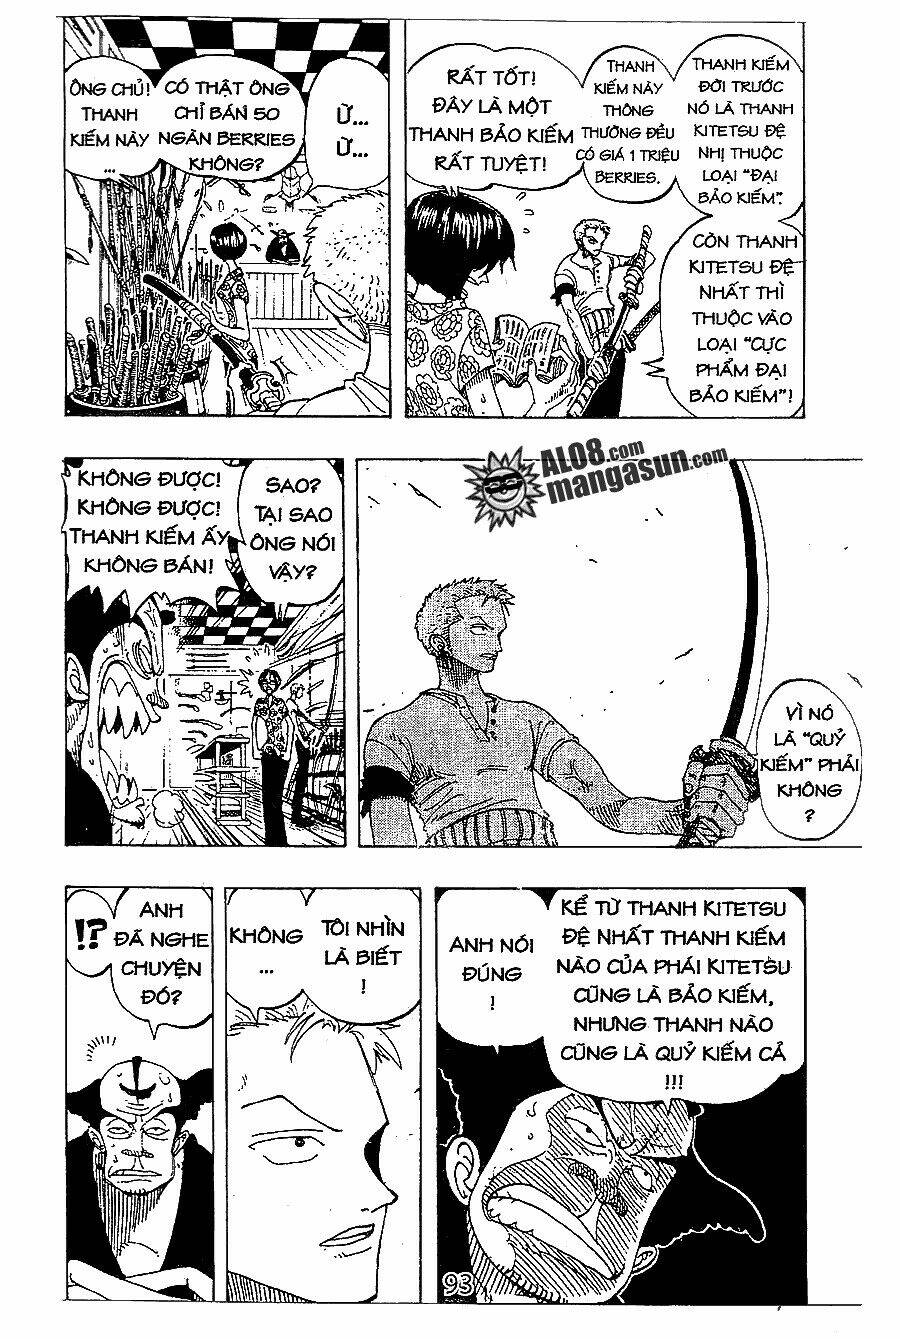 THANH KIẾM
ĐỜI TRƯỚC
NÓ LÀ THANH
KITETSU ĐỆ
NHỊ THUỘC
LOẠI "ĐẠI
BẢO KIẾM".
CÒN THANH
KITETSU ĐỆ
NHẤT THÌ
THUỘC VÀO
LOẠI "CỰC
PHẨM ĐẠI
BẢO KIẾM"!
THANH
KIẾM NÀY
THÔNG
THƯỜNG ĐỀU
CÓ GIÁ 1 TRIỆU
BERRIES.
RẤT TỐT!
ĐÂY LÀ MỘT
THANH BẢO KIẾM
RẤT TUYỆT!
Ừ...
Ừ...
CÓ THẬT ÔNG
CHỈ BÁN 50
NGÀN BERRIES
KHÔNG?
ÔNG CHỦ!
THANH
KIẾM NÀY
...
AL08.com
mangasun.com
VÌ NÓ
LÀ "QUỶ
KIẾM" PHẢI
KHÔNG
?
SAO?
TẠI SAO
ÔNG NÓI
VẬY?
KHÔNG ĐƯỢC!
KHÔNG ĐƯỢC!
THANH KIẾM ẤY
KHÔNG BÁN!
KỂ TỪ THANH KITETSU
ĐỆ NHẤT THANH KIẾM
NÀO CỦA PHÁI KITETSU
CŨNG LÀ BẢO KIẾM,
NHƯNG THANH NÀO
CŨNG LÀ QUỶ KIẾM CẢ
!!!
ANH NÓI
ĐÚNG
!
TÔI NHÌN
LÀ BIẾT
!
KHÔNG
...
ANH
ĐÃ NGHE
CHUYỆN
ĐÓ?
!?
93